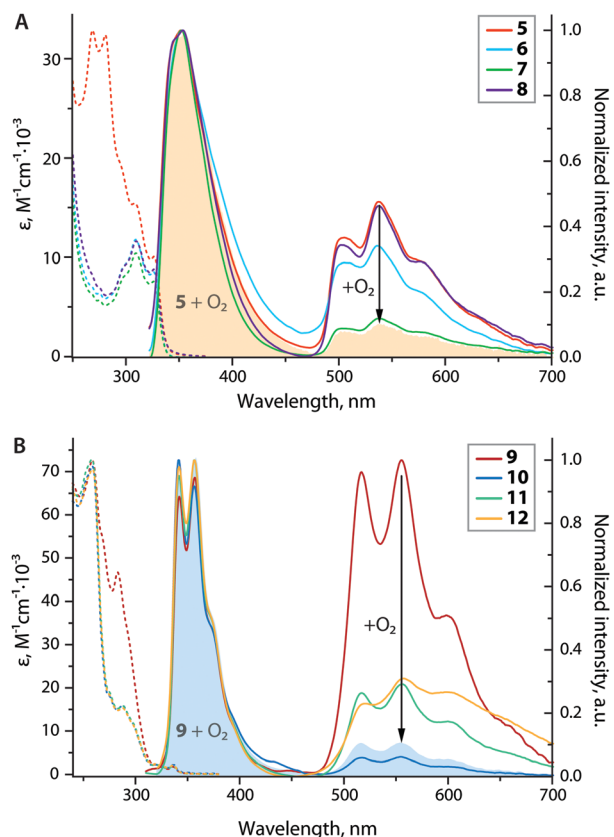 A
ε, M⁻¹cm⁻¹·10⁻³
30
20
10
0
5
6
7
8
5 + O₂
+O₂
1.0
0.8
0.6
0.4
0.2
0.0
Normalized intensity, a.u.
300 400 500 600 700
Wavelength, nm
B
ε, M⁻¹cm⁻¹·10⁻³
70
60
50
40
30
20
10
0
9
10
11
12
9 + O₂
+O₂
1.0
0.8
0.6
0.4
0.2
0.0
Normalized intensity, a.u.
300 400 500 600 700
Wavelength, nm